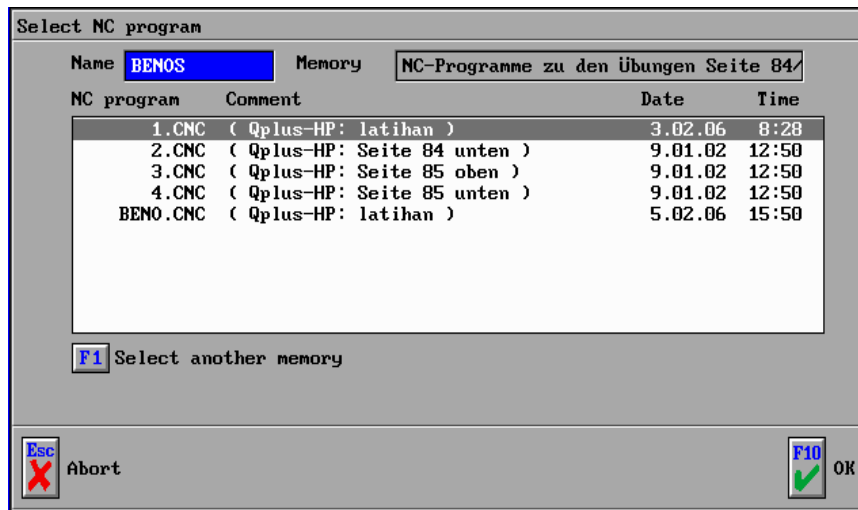 Select NC program
Name BENOS Memory NC-Programme zu den Übungen Seite 84/
NC program Comment Date Time
1.CNC ( Qplus-HP: latihan ) 3.02.06 8:28
2.CNC ( Qplus-HP: Seite 84 unten ) 9.01.02 12:50
3.CNC ( Qplus-HP: Seite 85 oben ) 9.01.02 12:50
4.CNC ( Qplus-HP: Seite 85 unten ) 9.01.02 12:50
BENO.CNC ( Qplus-HP: latihan ) 5.02.06 15:50
F1 Select another memory
Esc Abort F10 OK